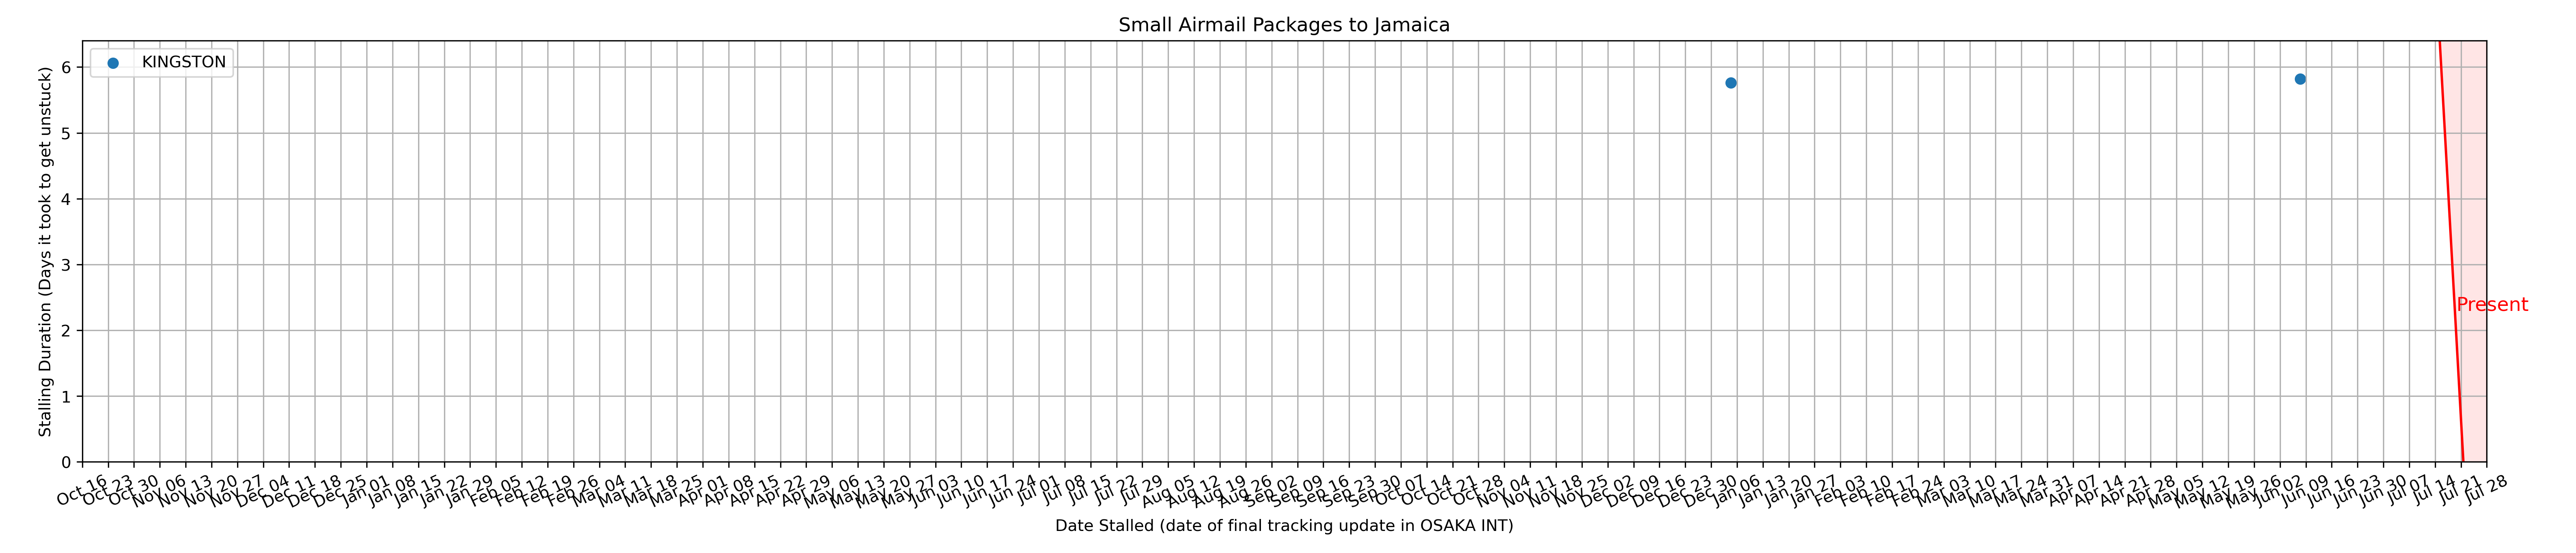 Small Airmail Packages to Jamaica
KINGSTON
Stalling Duration (Days it took to get unstuck)
6
5
4
3
2
1
0
Present
Oct 16 Oct 23 Oct 30 Nov 06 Nov 13 Nov 20 Nov 27 Dec 04 Dec 11 Dec 18 Dec 25 Jan 01 Jan 08 Jan 15 Jan 22 Jan 29 Feb 05 Feb 12 Feb 19 Feb 26 Mar 04 Mar 11 Mar 18 Mar 25 Apr 01 Apr 08 Apr 15 Apr 22 Apr 29 May 06 May 13 May 20 May 27 Jun 03 Jun 10 Jun 17 Jun 24 Jul 01 Jul 08 Jul 15 Jul 22 Jul 29 Aug 05 Aug 12 Aug 19 Aug 26 Sep 02 Sep 09 Sep 16 Sep 23 Sep 30 Oct 07 Oct 14 Oct 21 Oct 28 Nov 04 Nov 11 Nov 18 Nov 25 Dec 02 Dec 09 Dec 16 Dec 23 Dec 30 Jan 06 Jan 13 Jan 20 Jan 27 Feb 03 Feb 10 Feb 17 Feb 24 Mar 03 Mar 10 Mar 17 Mar 24 Mar 31 Apr 07 Apr 14 Apr 21 Apr 28 May 05 May 12 May 19 May 26 Jun 02 Jun 09 Jun 16 Jun 23 Jun 30 Jul 07 Jul 14 Jul 21 Jul 28
Date Stalled (date of final tracking update in OSAKA INT)